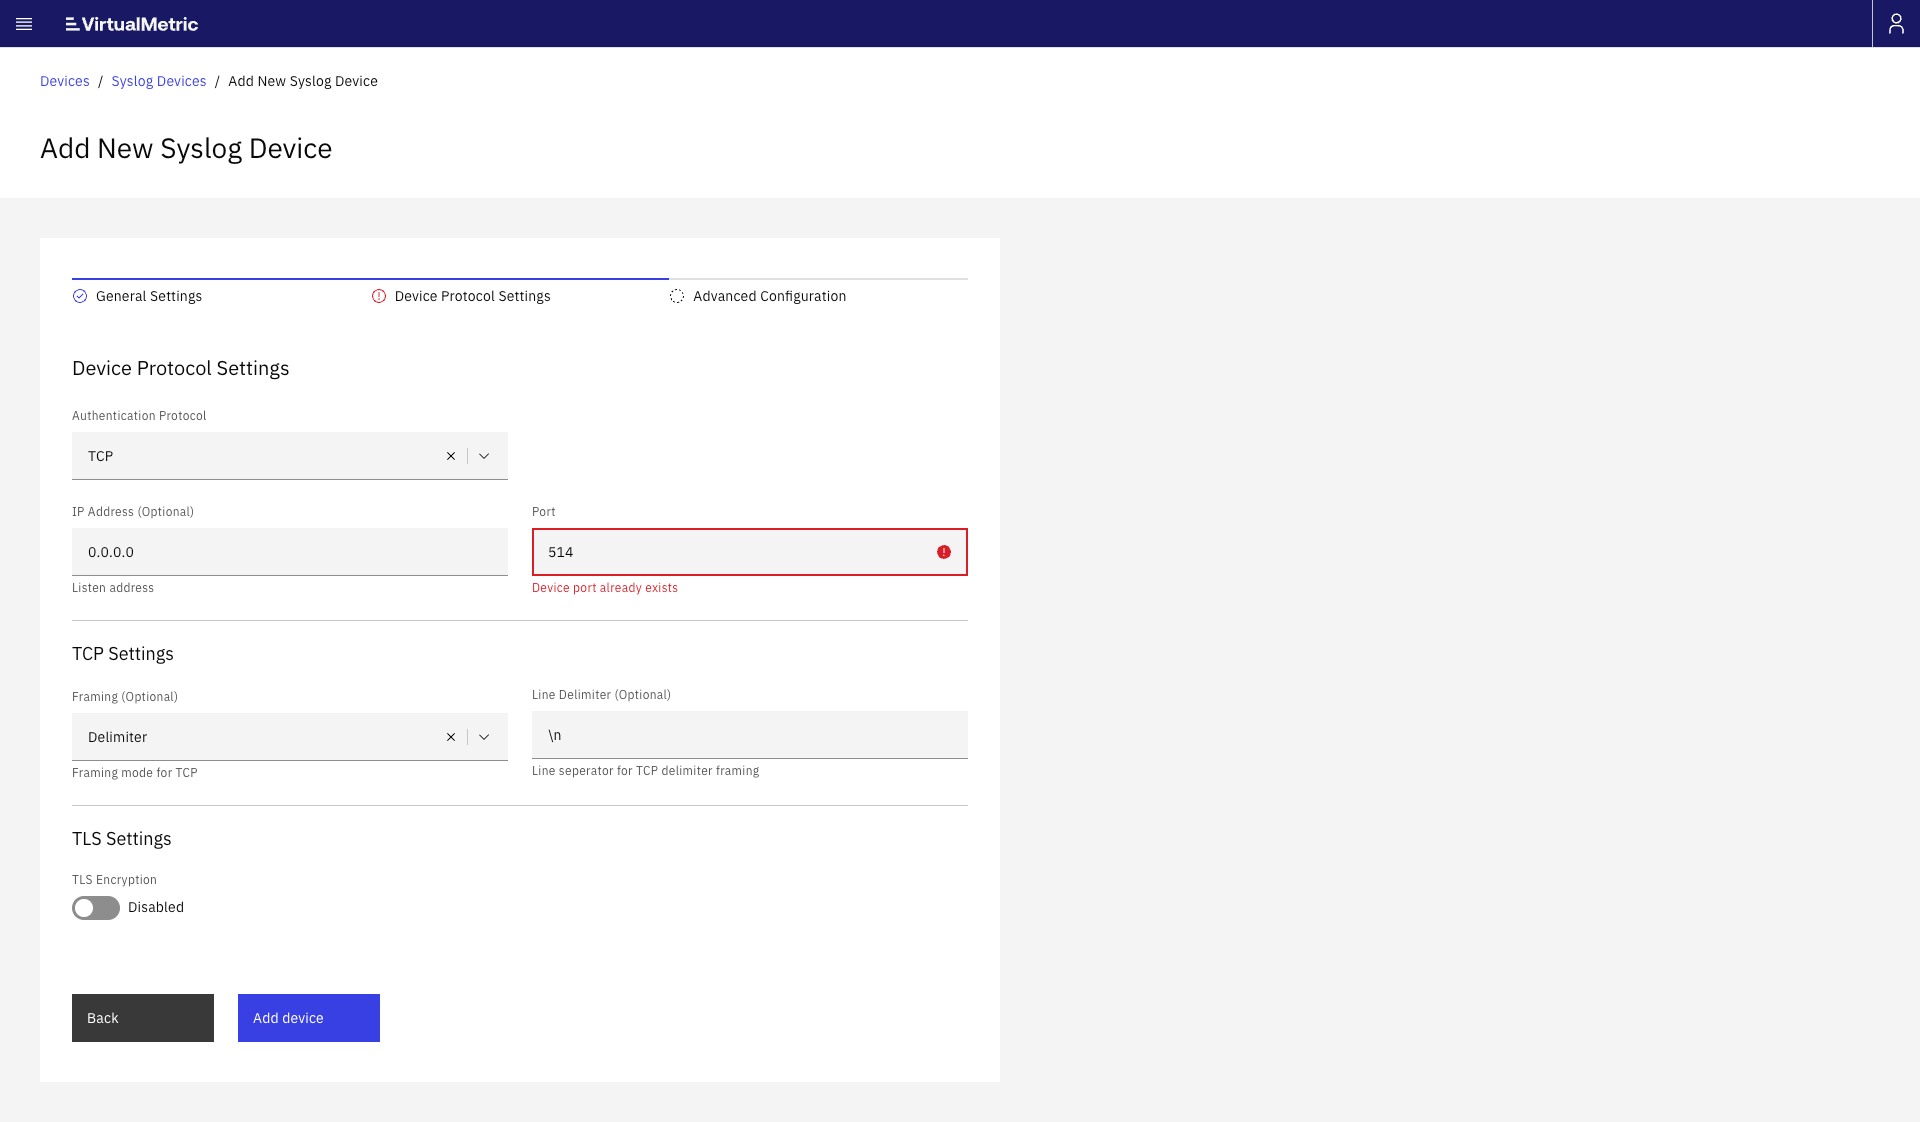 VirtualMetric
Devices / Syslog Devices / Add New Syslog Device
Add New Syslog Device
General Settings
Device Protocol Settings
Advanced Configuration
Device Protocol Settings
Authentication Protocol
TCP
IP Address (Optional)
0.0.0.0
Listen address
Port
514
Device port already exists
TCP Settings
Framing (Optional)
Delimiter
Framing mode for TCP
Line Delimiter (Optional)
\n
Line seperator for TCP delimiter framing
TLS Settings
TLS Encryption
Disabled
Back
Add device